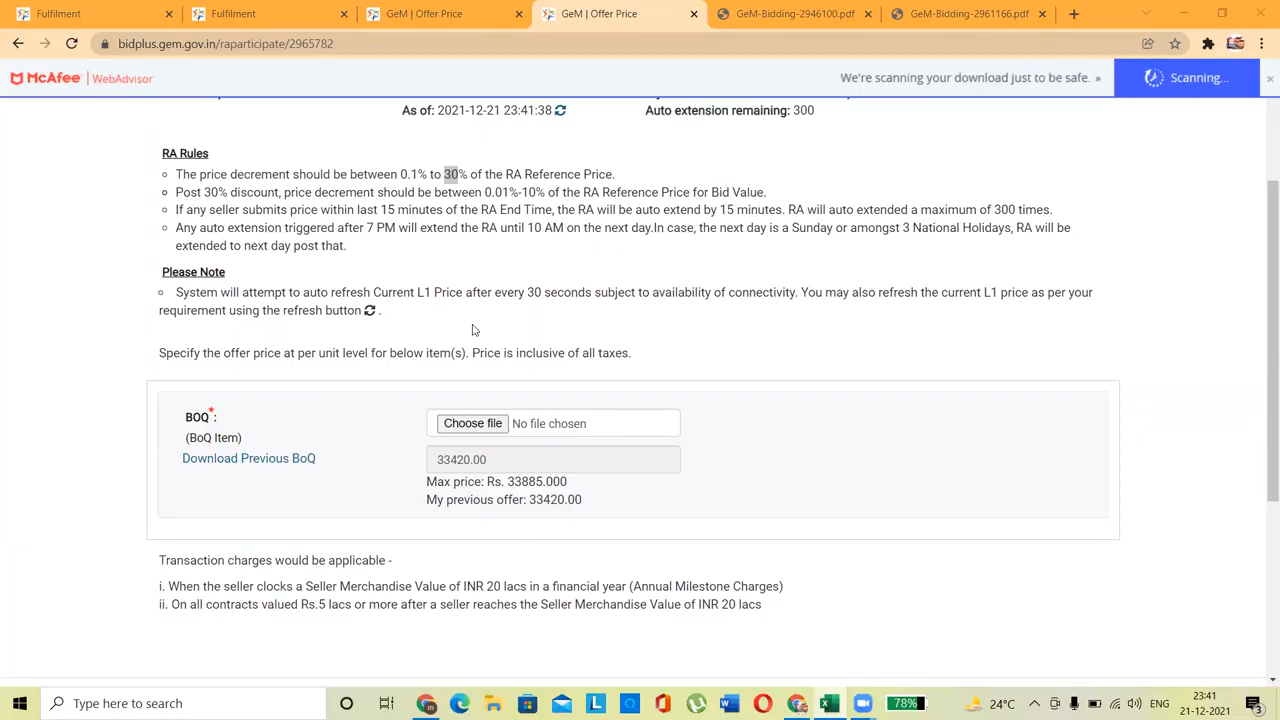 Fulfilment
Fulfilment
GeM | Offer Price
GeM | Offer Price
GeM-Bidding-2946100.pdf
GeM-Bidding-2961166.pdf
bidplus.gem.gov.in/raparticipate/2965782
McAfee | WebAdvisor
We're scanning your download just to be safe. »
Scanning...
As of: 2021-12-21 23:41:38
Auto extension remaining: 300
RA Rules
The price decrement should be between 0.1% to 30% of the RA Reference Price.
Post 30% discount, price decrement should be between 0.01%-10% of the RA Reference Price for Bid Value.
If any seller submits price within last 15 minutes of the RA End Time, the RA will be auto extend by 15 minutes. RA will auto extended a maximum of 300 times.
Any auto extension triggered after 7 PM will extend the RA until 10 AM on the next day.In case, the next day is a Sunday or amongst 3 National Holidays, RA will be
extended to next day post that.
Please Note
System will attempt to auto refresh Current L1 Price after every 30 seconds subject to availability of connectivity. You may also refresh the current L1 price as per your
requirement using the refresh button .
Specify the offer price at per unit level for below item(s). Price is inclusive of all taxes.
BOQ*:
(BoQ Item)
Download Previous BoQ
Choose file No file chosen
33420.00
Max price: Rs. 33885.000
My previous offer: 33420.00
Transaction charges would be applicable -
i. When the seller clocks a Seller Merchandise Value of INR 20 lacs in a financial year (Annual Milestone Charges)
ii. On all contracts valued Rs.5 lacs or more after a seller reaches the Seller Merchandise Value of INR 20 lacs
Type here to search
78%
24°C
ENG
23:41
21-12-2021
3